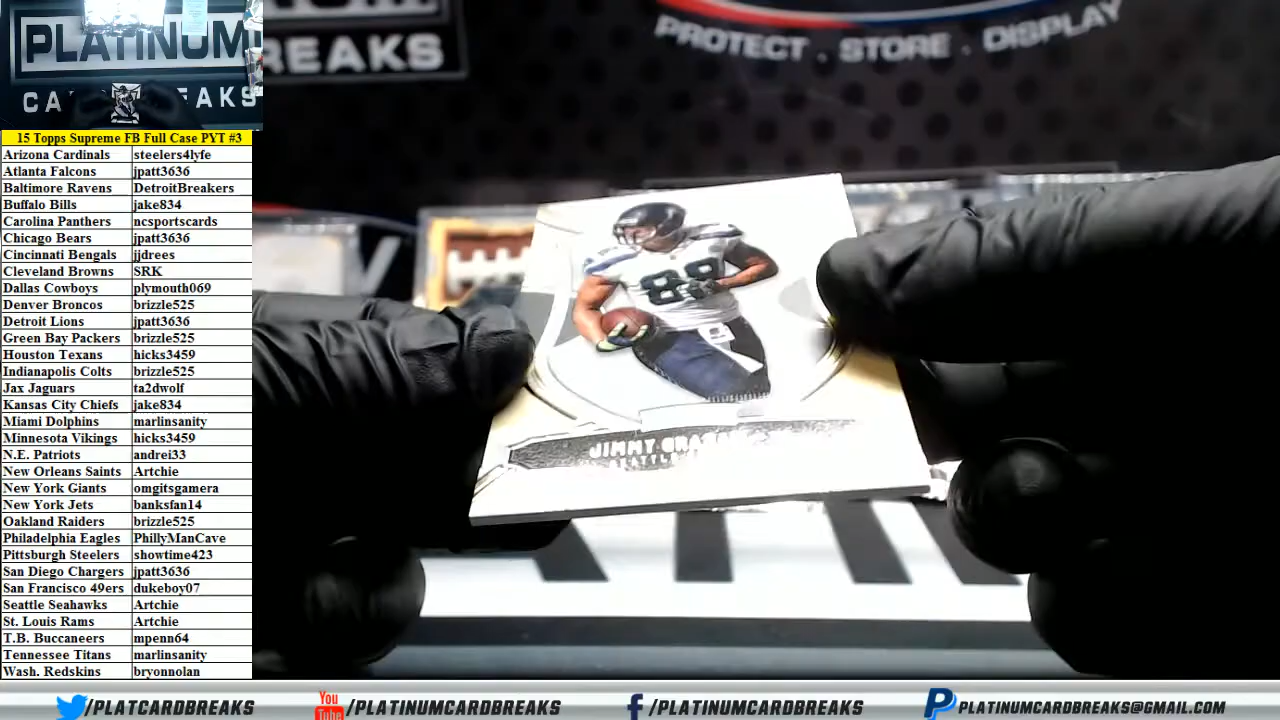 PLATINUM
CA
AKS
REAKS
PROTECT . STORE . DISPLAY
15 Topps Supreme FB Full Case PYT #3
Arizona Cardinals steelers4lyfe
Atlanta Falcons jpatt3636
Baltimore Ravens DetroitBreakers
Buffalo Bills jake834
Carolina Panthers ncsportscards
Chicago Bears jpatt3636
Cincinnati Bengals jjdrees
Cleveland Browns SRK
Dallas Cowboys plymouth069
Denver Broncos brizzle525
Detroit Lions jpatt3636
Green Bay Packers brizzle525
Houston Texans hicks3459
Indianapolis Colts brizzle525
Jax Jaguars ta2dwolf
Kansas City Chiefs jake834
Miami Dolphins marlinsanity
Minnesota Vikings hicks3459
N.E. Patriots andrei33
New Orleans Saints Artchie
New York Giants omgitsgamera
New York Jets banksfan14
Oakland Raiders brizzle525
Philadelphia Eagles PhillyManCave
Pittsburgh Steelers showtime423
San Diego Chargers jpatt3636
San Francisco 49ers dukeboy07
Seattle Seahawks Artchie
St. Louis Rams Artchie
T.B. Buccaneers mpenn64
Tennessee Titans marlinsanity
Wash. Redskins bryonnolan
88
JIMMY GRAHAM
/PLATCARDBREAKS
You Tube /PLATINUMCARDBREAKS
f /PLATINUMCARDBREAKS
P PLATINUMCARDBREAKS@GMAIL.COM